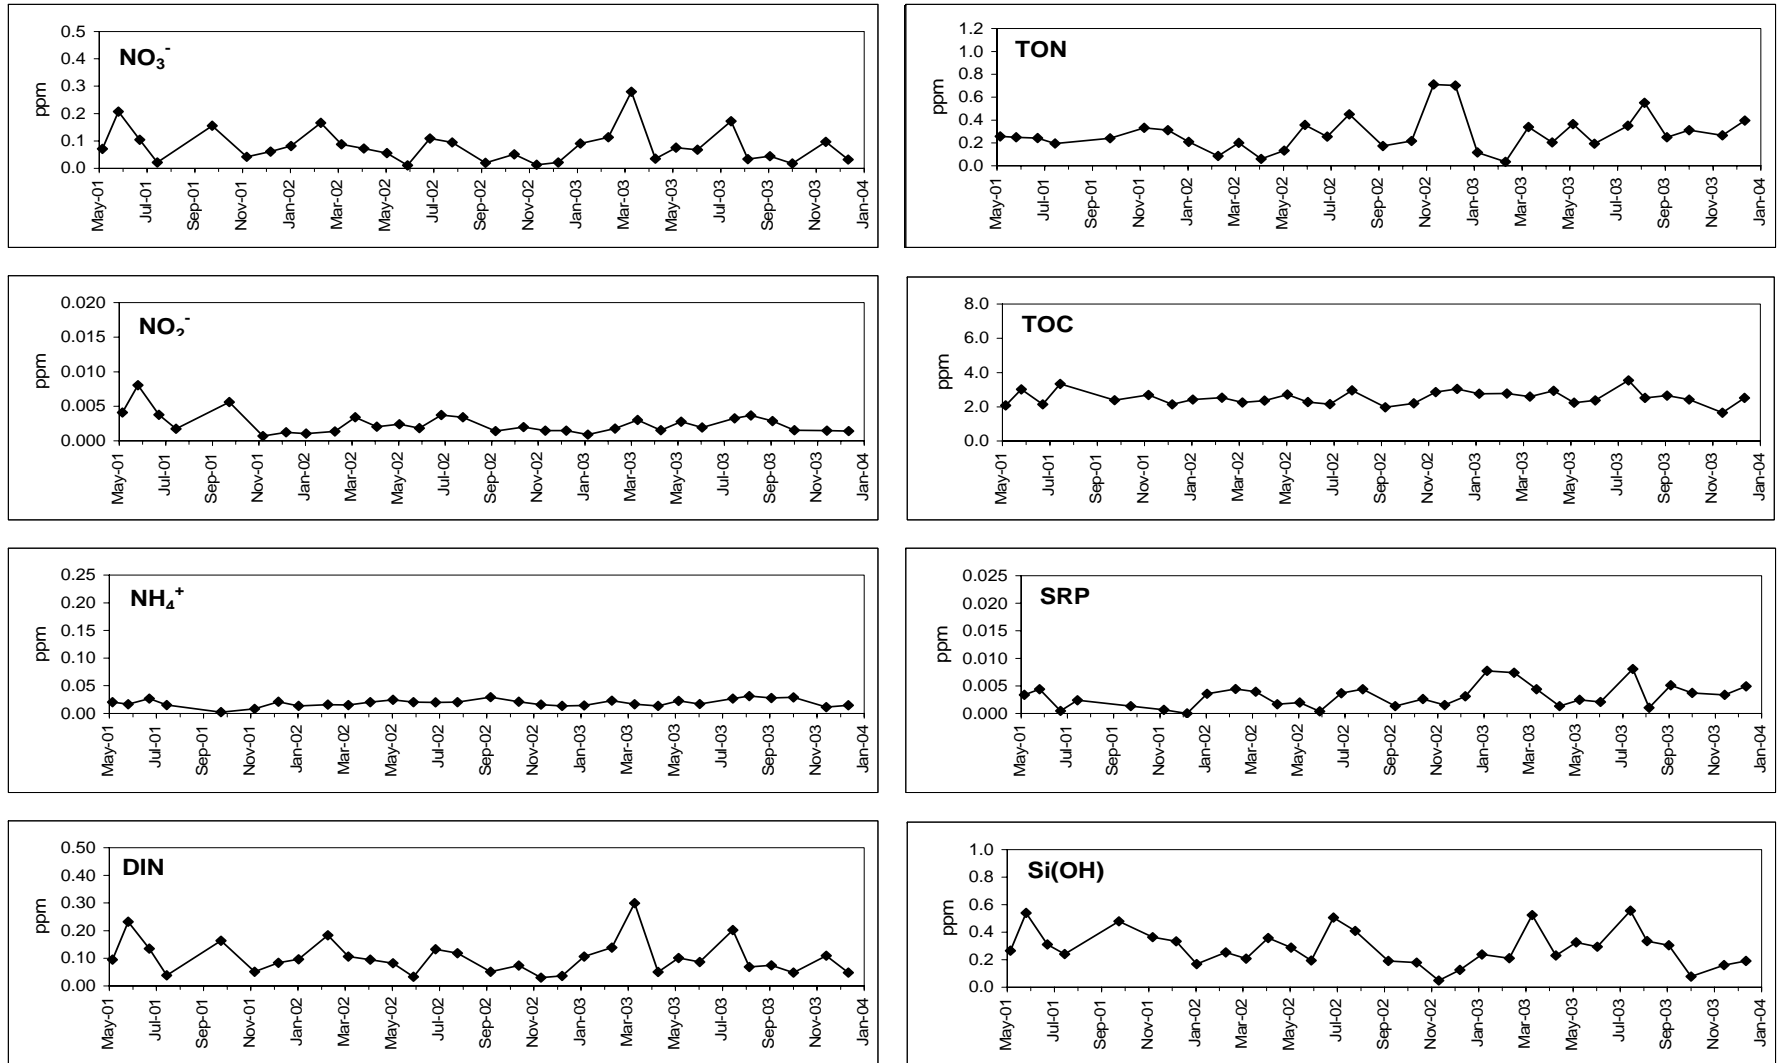 NO₃⁻
ppm
0.5
0.4
0.3
0.2
0.1
0.0
May-01
Jul-01
Sep-01
Nov-01
Jan-02
Mar-02
May-02
Jul-02
Sep-02
Nov-02
Jan-03
Mar-03
May-03
Jul-03
Sep-03
Nov-03
Jan-04
TON
ppm
1.2
1.0
0.8
0.6
0.4
0.2
0.0
May-01
Jul-01
Sep-01
Nov-01
Jan-02
Mar-02
May-02
Jul-02
Sep-02
Nov-02
Jan-03
Mar-03
May-03
Jul-03
Sep-03
Nov-03
Jan-04
NO₂⁻
ppm
0.020
0.015
0.010
0.005
0.000
May-01
Jul-01
Sep-01
Nov-01
Jan-02
Mar-02
May-02
Jul-02
Sep-02
Nov-02
Jan-03
Mar-03
May-03
Jul-03
Sep-03
Nov-03
Jan-04
TOC
ppm
8.0
6.0
4.0
2.0
0.0
May-01
Jul-01
Sep-01
Nov-01
Jan-02
Mar-02
May-02
Jul-02
Sep-02
Nov-02
Jan-03
Mar-03
May-03
Jul-03
Sep-03
Nov-03
Jan-04
NH₄⁺
ppm
0.25
0.20
0.15
0.10
0.05
0.00
May-01
Jul-01
Sep-01
Nov-01
Jan-02
Mar-02
May-02
Jul-02
Sep-02
Nov-02
Jan-03
Mar-03
May-03
Jul-03
Sep-03
Nov-03
Jan-04
SRP
ppm
0.025
0.020
0.015
0.010
0.005
0.000
May-01
Jul-01
Sep-01
Nov-01
Jan-02
Mar-02
May-02
Jul-02
Sep-02
Nov-02
Jan-03
Mar-03
May-03
Jul-03
Sep-03
Nov-03
Jan-04
DIN
ppm
0.50
0.40
0.30
0.20
0.10
0.00
May-01
Jul-01
Sep-01
Nov-01
Jan-02
Mar-02
May-02
Jul-02
Sep-02
Nov-02
Jan-03
Mar-03
May-03
Jul-03
Sep-03
Nov-03
Jan-04
Si(OH)
ppm
1.0
0.8
0.6
0.4
0.2
0.0
May-01
Jul-01
Sep-01
Nov-01
Jan-02
Mar-02
May-02
Jul-02
Sep-02
Nov-02
Jan-03
Mar-03
May-03
Jul-03
Sep-03
Nov-03
Jan-04